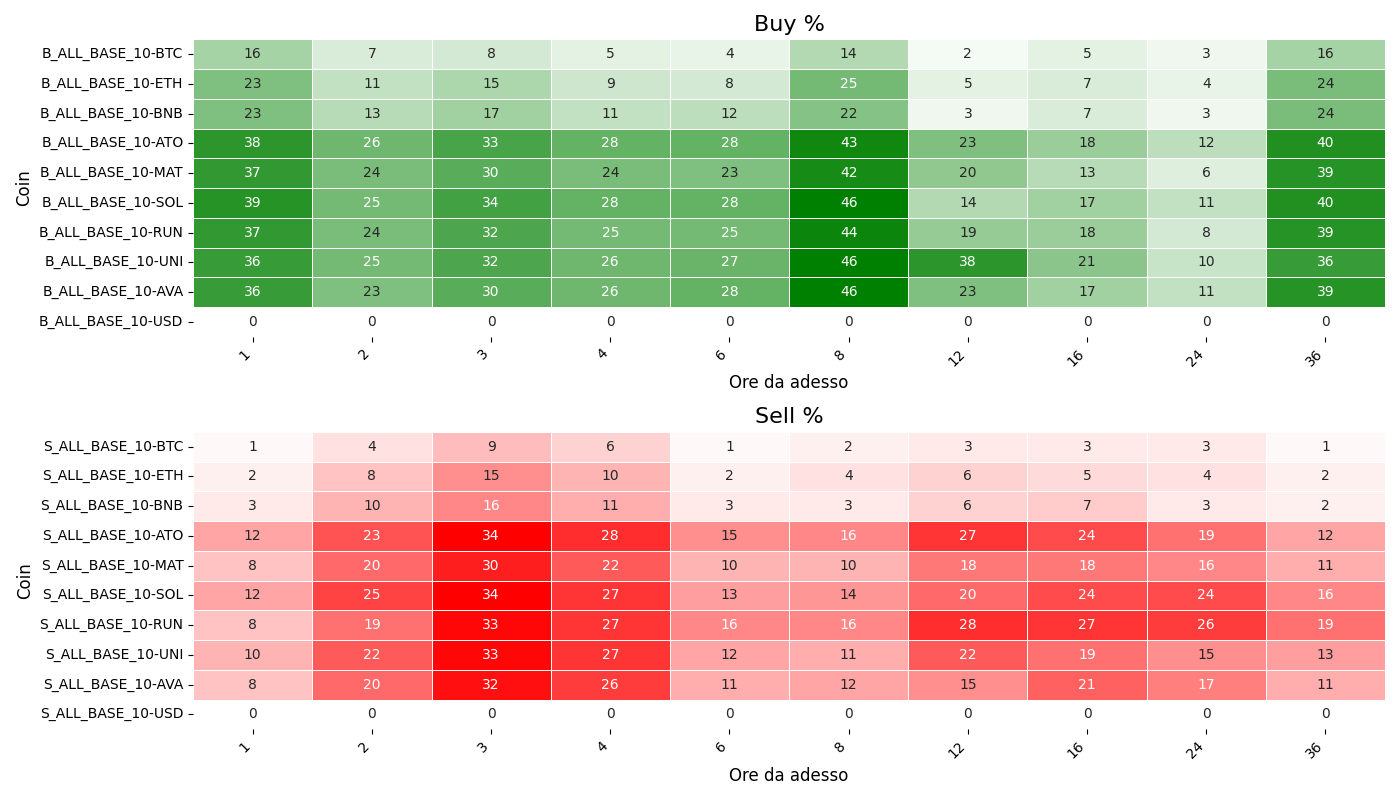 Buy %
Coin
B_ALL_BASE_10-BTC 16 7 8 5 4 14 2 5 3 16
B_ALL_BASE_10-ETH 23 11 15 9 8 25 5 7 4 24
B_ALL_BASE_10-BNB 23 13 17 11 12 22 3 7 3 24
B_ALL_BASE_10-ATO 38 26 33 28 28 43 23 18 12 40
B_ALL_BASE_10-MAT 37 24 30 24 23 42 20 13 6 39
B_ALL_BASE_10-SOL 39 25 34 28 28 46 14 17 11 40
B_ALL_BASE_10-RUN 37 24 32 25 25 44 19 18 8 39
B_ALL_BASE_10-UNI 36 25 32 26 27 46 38 21 10 36
B_ALL_BASE_10-AVA 36 23 30 26 28 46 23 17 11 39
B_ALL_BASE_10-USD 0 0 0 0 0 0 0 0 0 0
1 2 3 4 6 8 12 16 24 36
Ore da adesso
Sell %
Coin
S_ALL_BASE_10-BTC 1 4 9 6 1 2 3 3 3 1
S_ALL_BASE_10-ETH 2 8 15 10 2 4 6 5 4 2
S_ALL_BASE_10-BNB 3 10 16 11 3 3 6 7 3 2
S_ALL_BASE_10-ATO 12 23 34 28 15 16 27 24 19 12
S_ALL_BASE_10-MAT 8 20 30 22 10 10 18 18 16 11
S_ALL_BASE_10-SOL 12 25 34 27 13 14 20 24 24 16
S_ALL_BASE_10-RUN 8 19 33 27 16 16 28 27 26 19
S_ALL_BASE_10-UNI 10 22 33 27 12 11 22 19 15 13
S_ALL_BASE_10-AVA 8 20 32 26 11 12 15 21 17 11
S_ALL_BASE_10-USD 0 0 0 0 0 0 0 0 0 0
1 2 3 4 6 8 12 16 24 36
Ore da adesso